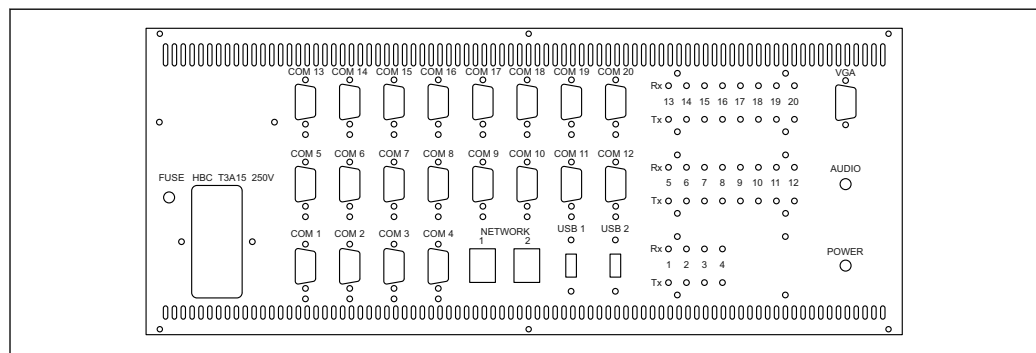 COM 13 COM 14 COM 15 COM 16 COM 17 COM 18 COM 19 COM 20 VGA
Rx
13 14 15 16 17 18 19 20
Tx
COM 5 COM 6 COM 7 COM 8 COM 9 COM 10 COM 11 COM 12
Rx AUDIO
FUSE HBC T3A15 250V 5 6 7 8 9 10 11 12
Tx
COM 1 COM 2 COM 3 COM 4 NETWORK USB 1 USB 2
1 2
Rx POWER
1 2 3 4
Tx